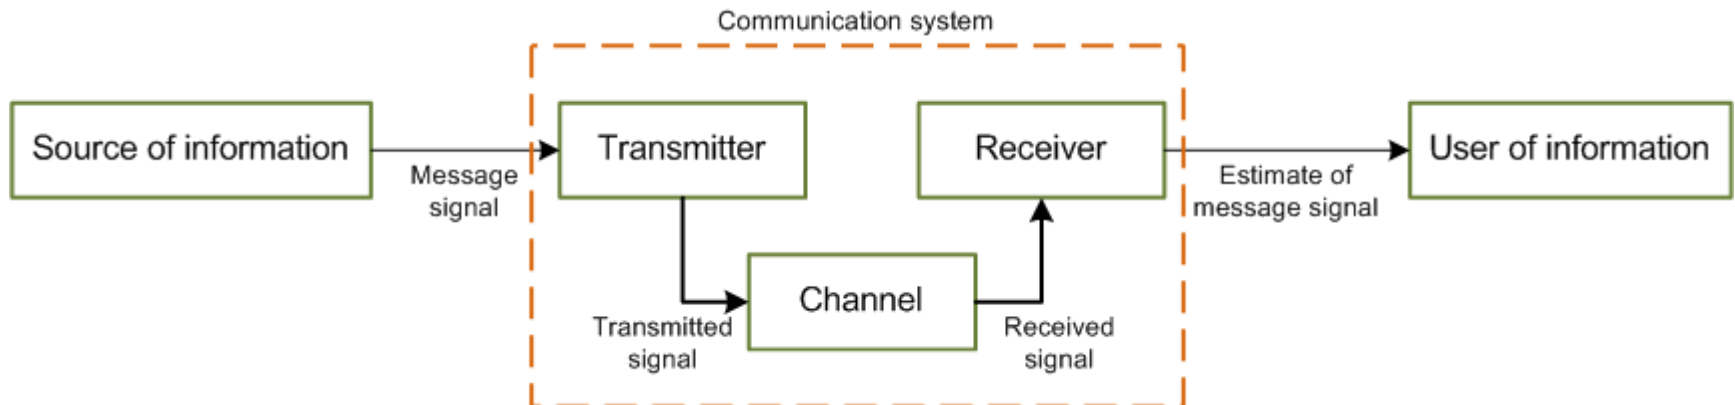 Communication system
Source of information
Message
signal
Transmitter
Receiver
Estimate of
message signal
User of information
Transmitted
signal
Channel
Received
signal